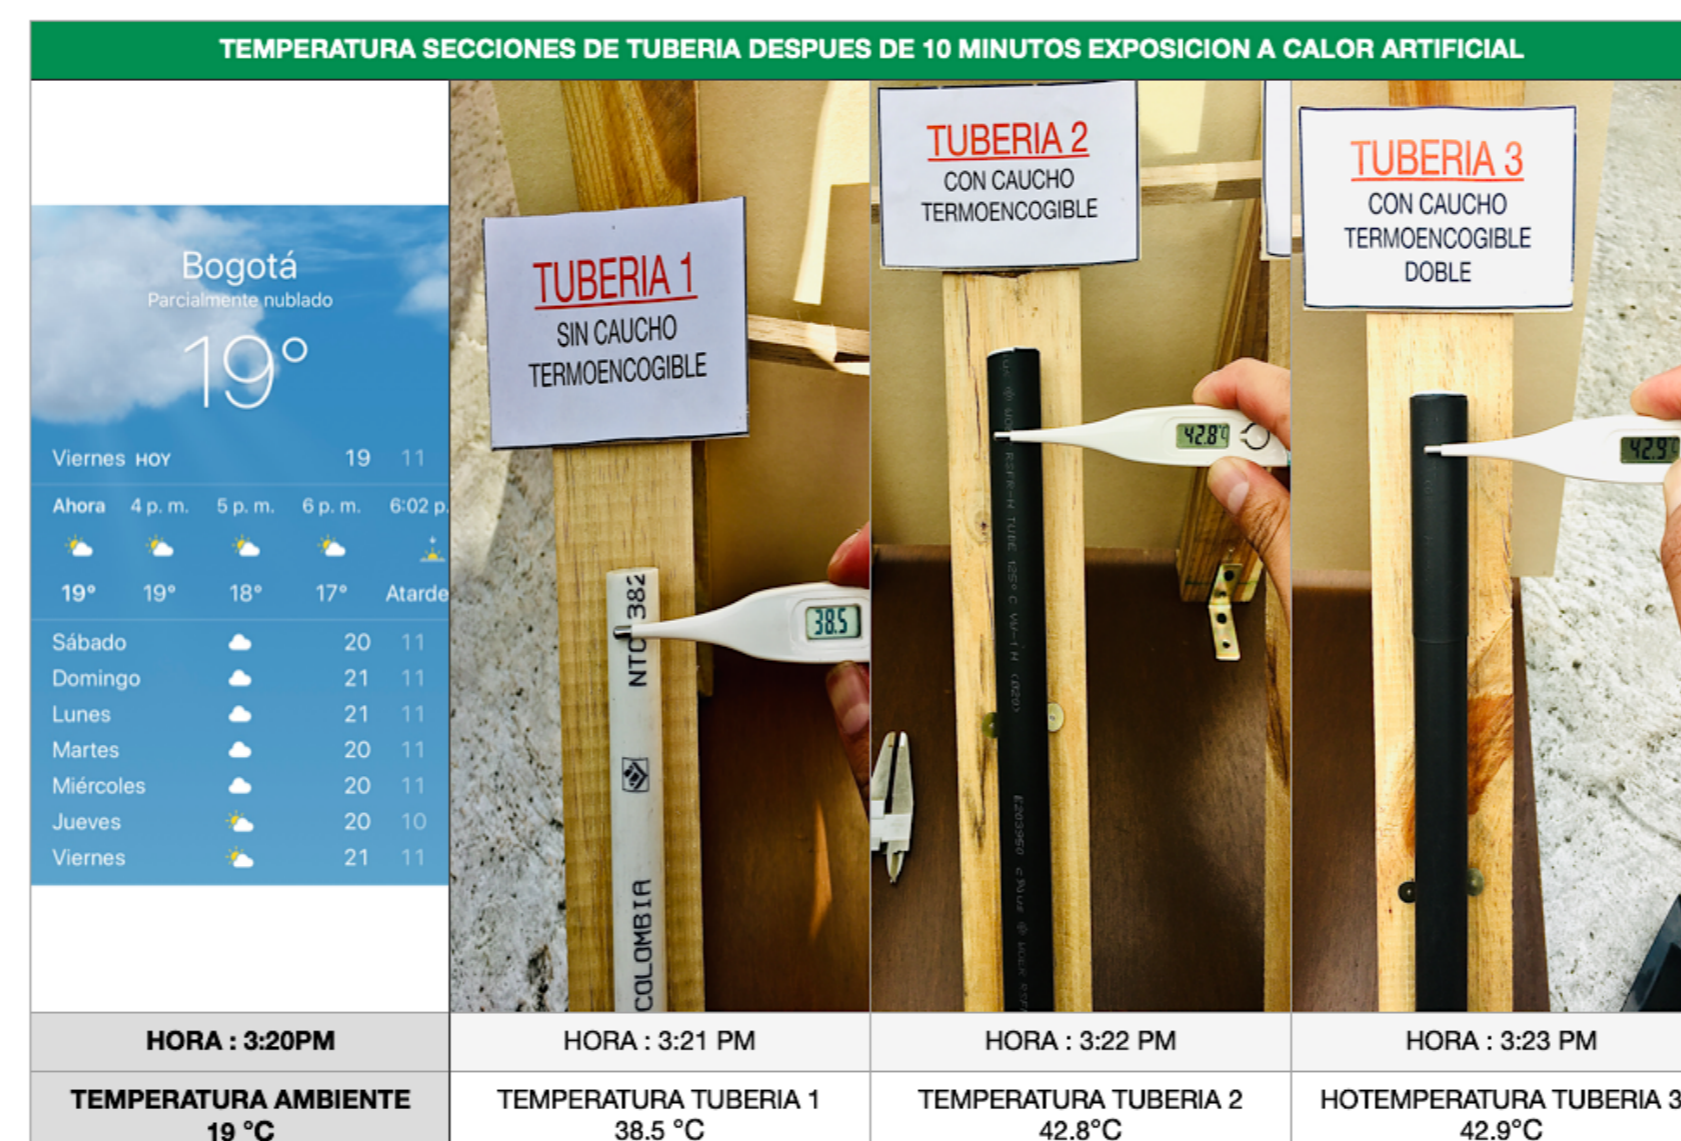 TEMPERATURA SECCIONES DE TUBERIA DESPUES DE 10 MINUTOS EXPOSICION A CALOR ARTIFICIAL
Bogotá
Parcialmente nublado
19°
Viernes HOY 19 11
Ahora 4 p. m. 5 p. m. 6 p. m. 6:02 p.
19° 19° 18° 17° Atarde
Sábado 20 11
Domingo 21 11
Lunes 21 11
Martes 20 11
Miércoles 20 11
Jueves 20 10
Viernes 21 11
TUBERIA 1
SIN CAUCHO
TERMOENCOGIBLE
38.5
NTC 382
COLOMBIA
TUBERIA 2
CON CAUCHO
TERMOENCOGIBLE
42.8°C
TUBE 125°C VW-1
E203950
TUBERIA 3
CON CAUCHO
TERMOENCOGIBLE
DOBLE
42.9°C
HORA : 3:20PM
HORA : 3:21 PM
HORA : 3:22 PM
HORA : 3:23 PM
TEMPERATURA AMBIENTE
19 °C
TEMPERATURA TUBERIA 1
38.5 °C
TEMPERATURA TUBERIA 2
42.8°C
HOTEMPERATURA TUBERIA 3
42.9°C